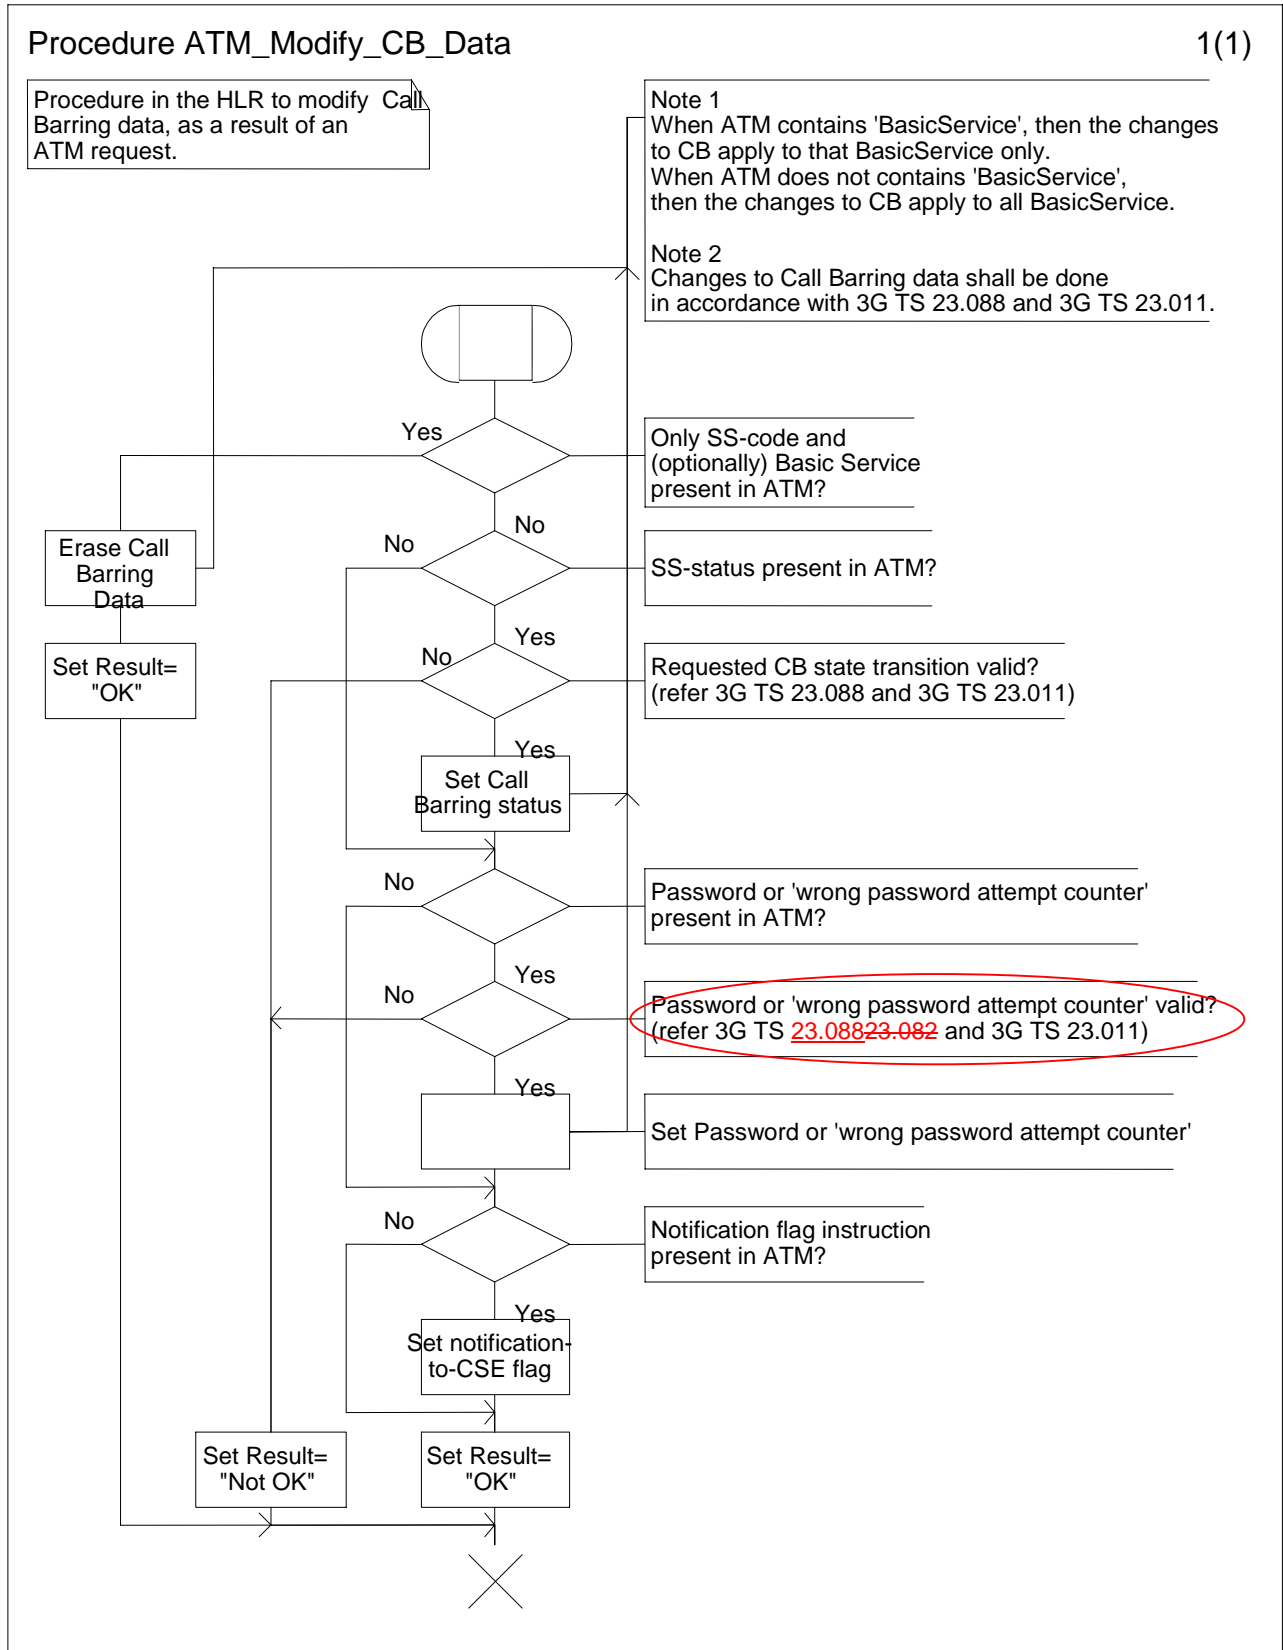 Procedure ATM_Modify_CB_Data
1(1)
Procedure in the HLR to modify Call
Barring data, as a result of an
ATM request.
Note 1
When ATM contains 'BasicService', then the changes
to CB apply to that BasicService only.
When ATM does not contains 'BasicService',
then the changes to CB apply to all BasicService.
Note 2
Changes to Call Barring data shall be done
in accordance with 3G TS 23.088 and 3G TS 23.011.
Yes
Only SS-code and
(optionally) Basic Service
present in ATM?
No
Erase Call
Barring
Data
No
SS-status present in ATM?
Yes
Set Result=
"OK"
No
Requested CB state transition valid?
(refer 3G TS 23.088 and 3G TS 23.011)
Yes
Set Call
Barring status
No
Password or 'wrong password attempt counter'
present in ATM?
Yes
No
Password or 'wrong password attempt counter' valid?
(refer 3G TS 23.08823.082 and 3G TS 23.011)
Yes
Set Password or 'wrong password attempt counter'
No
Notification flag instruction
present in ATM?
Yes
Set notification-
to-CSE flag
Set Result=
"Not OK"
Set Result=
"OK"